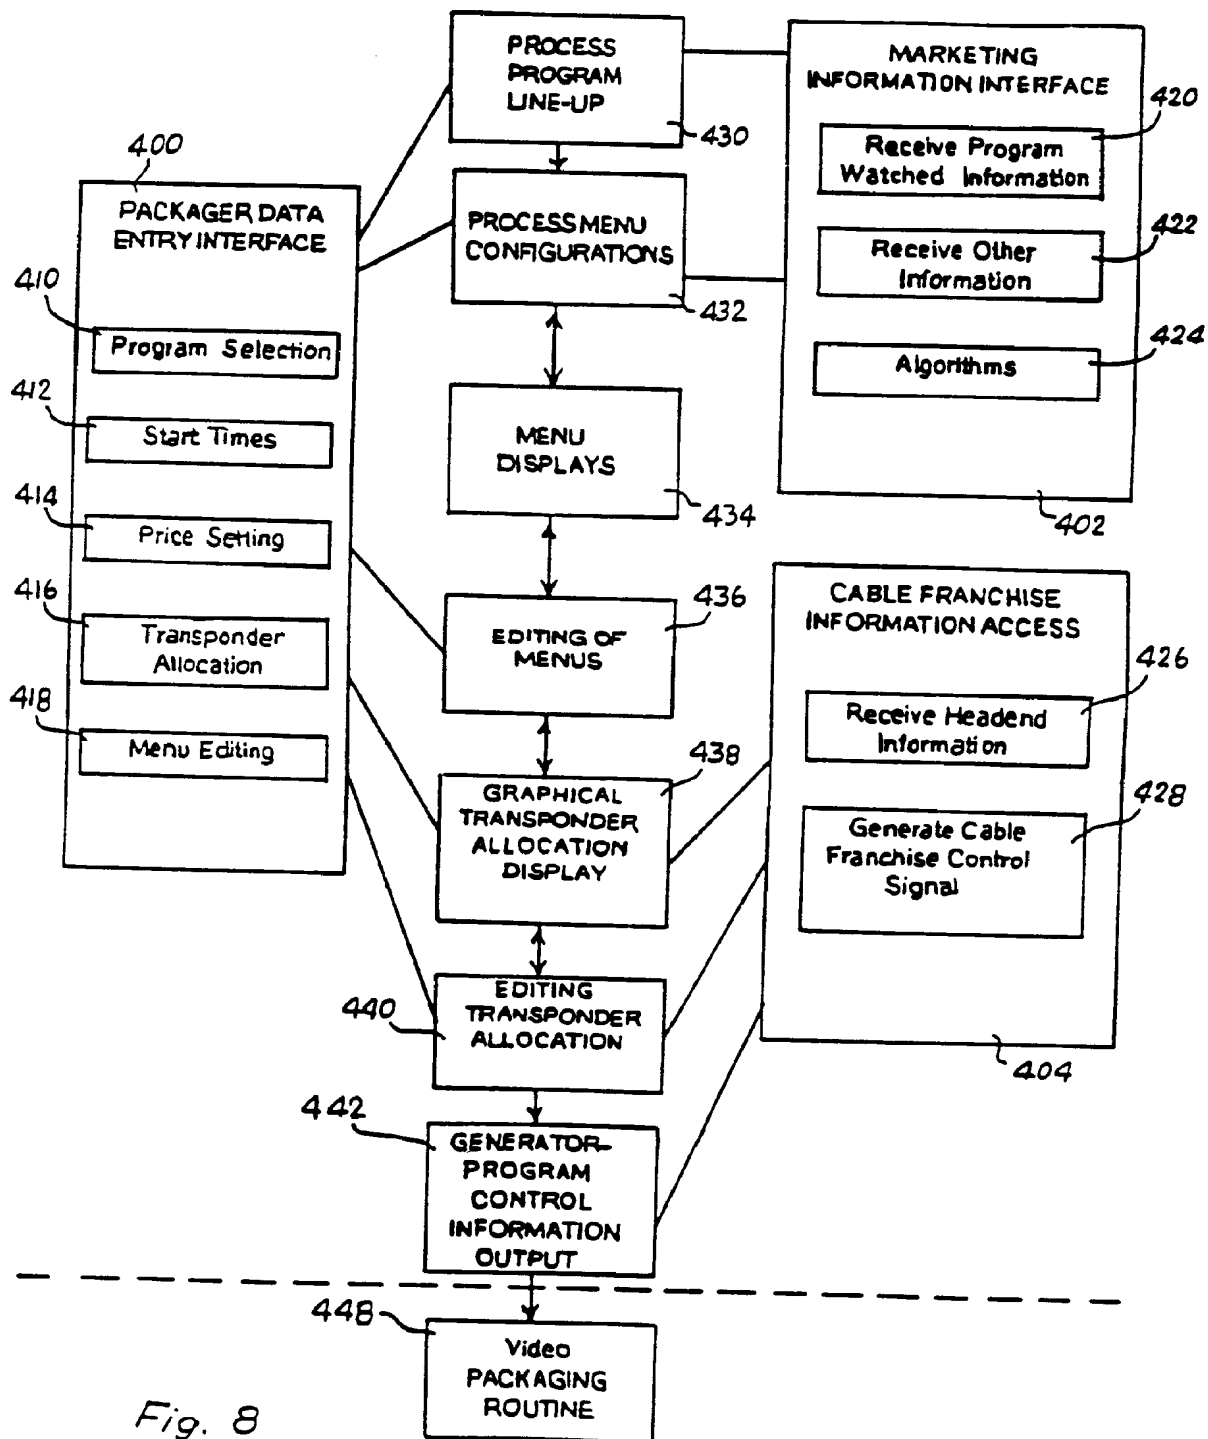 PROCESS
PROGRAM
LINE-UP
430
MARKETING
INFORMATION INTERFACE
420
Receive Program
Watched Information
422
Receive Other
Information
424
Algorithms
402
400
PACKAGER DATA
ENTRY INTERFACE
410
Program Selection
412
Start Times
414
Price Setting
416
Transponder
Allocation
418
Menu Editing
PROCESS MENU
CONFIGURATIONS
432
MENU
DISPLAYS
434
EDITING OF
MENUS
436
GRAPHICAL
TRANSPONDER
ALLOCATION
DISPLAY
438
CABLE FRANCHISE
INFORMATION ACCESS
426
Receive Headend
Information
428
Generate Cable
Franchise Control
Signal
404
440
EDITING
TRANSPONDER
ALLOCATION
442
GENERATOR-
PROGRAM
CONTROL
INFORMATION
OUTPUT
448
Video
PACKAGING
ROUTINE
Fig. 8